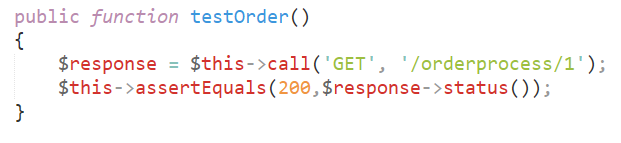 public function testOrder()
{
    $response = $this->call('GET', '/orderprocess/1');
    $this->assertEquals(200,$response->status());
}